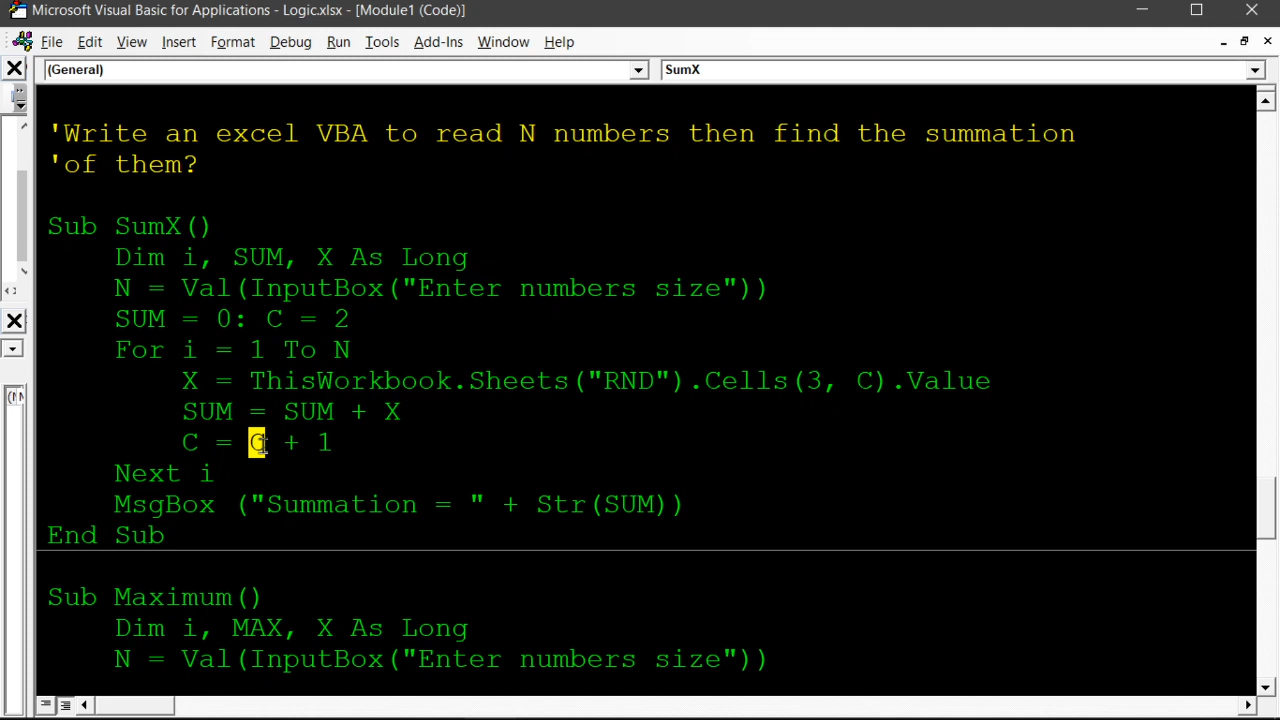 Microsoft Visual Basic for Applications - Logic.xlsx - [Module1 (Code)]
File Edit View Insert Format Debug Run Tools Add-Ins Window Help
(General) SumX
'Write an excel VBA to read N numbers then find the summation
'of them?
Sub SumX()
Dim i, SUM, X As Long
N = Val(InputBox("Enter numbers size"))
SUM = 0: C = 2
For i = 1 To N
X = ThisWorkbook.Sheets("RND").Cells(3, C).Value
SUM = SUM + X
C = C + 1
Next i
MsgBox ("Summation = " + Str(SUM))
End Sub
Sub Maximum()
Dim i, MAX, X As Long
N = Val(InputBox("Enter numbers size"))